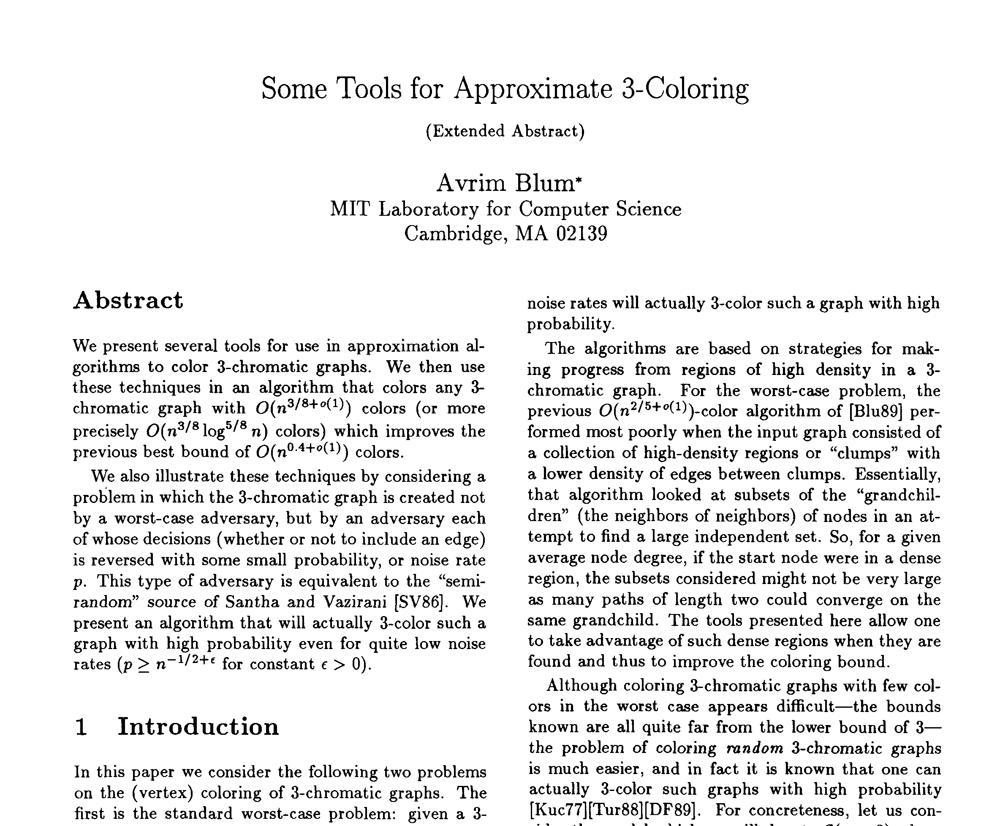 Some Tools for Approximate 3-Coloring
(Extended Abstract)
Avrim Blum*
MIT Laboratory for Computer Science
Cambridge, MA 02139
Abstract
We present several tools for use in approximation al-
gorithms to color 3-chromatic graphs. We then use
these techniques in an algorithm that colors any 3-
chromatic graph with O(n^{3/8+o(1)}) colors (or more
precisely O(n^{3/8} log^{5/8} n) colors) which improves the
previous best bound of O(n^{0.4+o(1)}) colors.
We also illustrate these techniques by considering a
problem in which the 3-chromatic graph is created not
by a worst-case adversary, but by an adversary each
of whose decisions (whether or not to include an edge)
is reversed with some small probability, or noise rate
p. This type of adversary is equivalent to the “semi-
random” source of Santha and Vazirani [SV86]. We
present an algorithm that will actually 3-color such a
graph with high probability even for quite low noise
rates (p ≥ n^{−1/2+ϵ} for constant ϵ > 0).
1 Introduction
In this paper we consider the following two problems
on the (vertex) coloring of 3-chromatic graphs. The
first is the standard worst-case problem: given a 3-
noise rates will actually 3-color such a graph with high
probability.
The algorithms are based on strategies for mak-
ing progress from regions of high density in a 3-
chromatic graph. For the worst-case problem, the
previous O(n^{2/5+o(1)})-color algorithm of [Blu89] per-
formed most poorly when the input graph consisted of
a collection of high-density regions or “clumps” with
a lower density of edges between clumps. Essentially,
that algorithm looked at subsets of the “grandchil-
dren” (the neighbors of neighbors) of nodes in an at-
tempt to find a large independent set. So, for a given
average node degree, if the start node were in a dense
region, the subsets considered might not be very large
as many paths of length two could converge on the
same grandchild. The tools presented here allow one
to take advantage of such dense regions when they are
found and thus to improve the coloring bound.
Although coloring 3-chromatic graphs with few col-
ors in the worst case appears difficult—the bounds
known are all quite far from the lower bound of 3—
the problem of coloring random 3-chromatic graphs
is much easier, and in fact it is known that one can
actually 3-color such graphs with high probability
[Kuc77][Tur88][DF89]. For concreteness, let us con-